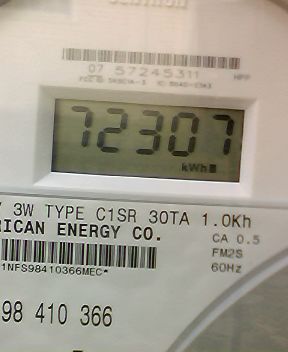 07 57245311 HPP
72307
kWh
3W TYPE C1SR 30TA 1.0Kh
RICAN ENERGY CO.
CA 0.5
FM2S
60Hz
1NFS98410366MEC*
98 410 366